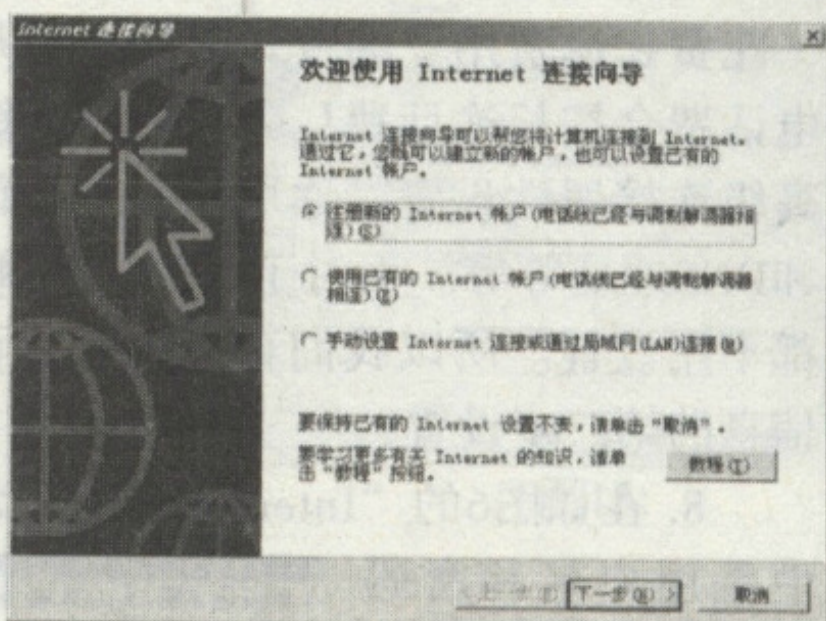 Internet 连接向导
欢迎使用 Internet 连接向导
Internet 连接向导可以帮您将计算机连接到 Internet。
通过它，您既可以建立新的帐户，也可以设置已有的
Internet 帐户。
注册新的 Internet 帐户(电话线已经与调制解调器相
连)(S)
使用已有的 Internet 帐户(电话线已经与调制解调器
相连)(T)
手动设置 Internet 连接或通过局域网(LAN)连接(M)
要保持已有的 Internet 设置不变，请单击“取消”。
要学习更多有关 Internet 的知识，请单
击“教程”按钮。
教程(T)
<上一步(B) 下一步(N) > 取消